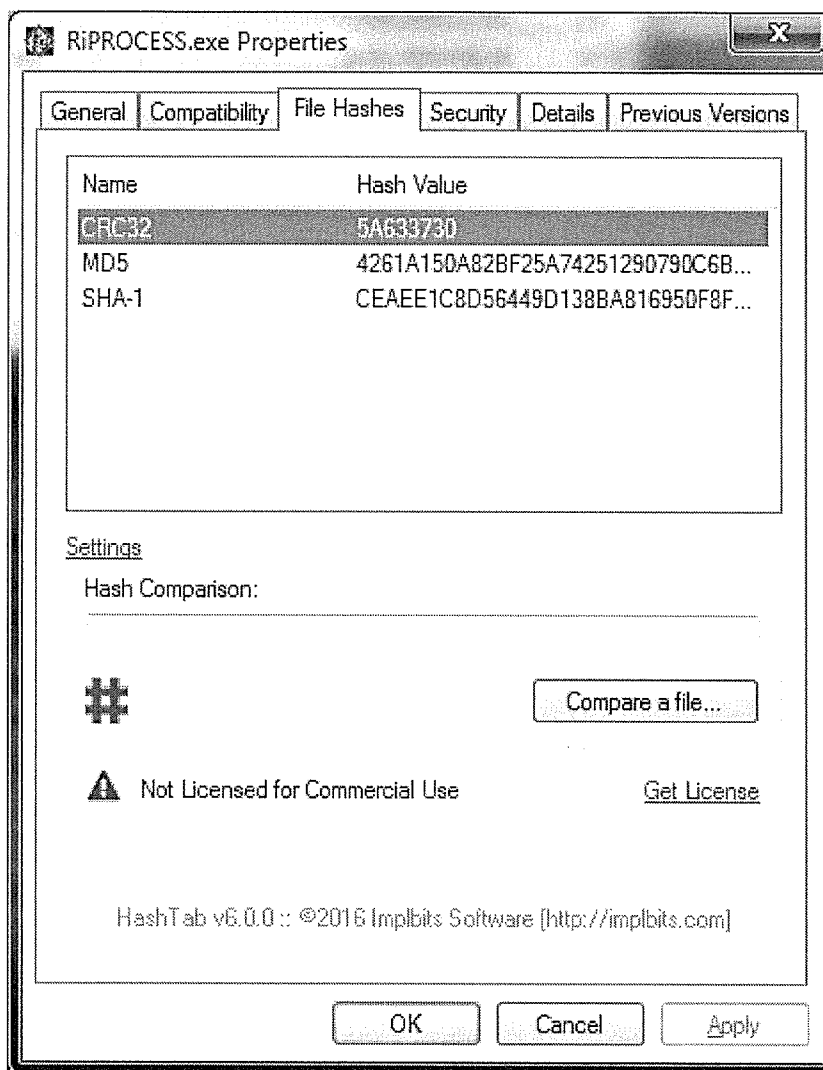 RiPROCESS.exe Properties
General Compatibility File Hashes Security Details Previous Versions
Name Hash Value
CRC32 5A633730
MD5 4261A150A82BF25A74251290790C6B...
SHA-1 CEAEE1C8D56449D138BA816950F8F...
Settings
Hash Comparison:
Compare a file...
Not Licensed for Commercial Use Get License
HashTab v6.0.0 :: ©2016 Implbits Software [http://implbits.com]
OK Cancel Apply